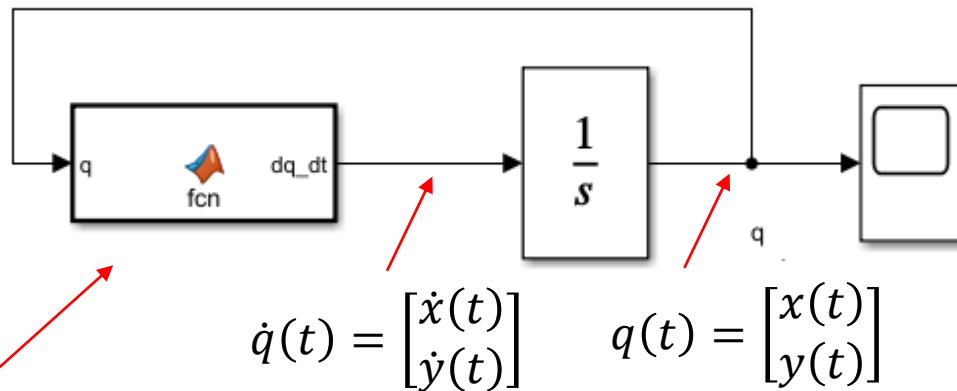 q
fcn
dq_dt
1
s
q
q̇(t) = [ẋ(t)
ẏ(t)]
q(t) = [x(t)
y(t)]